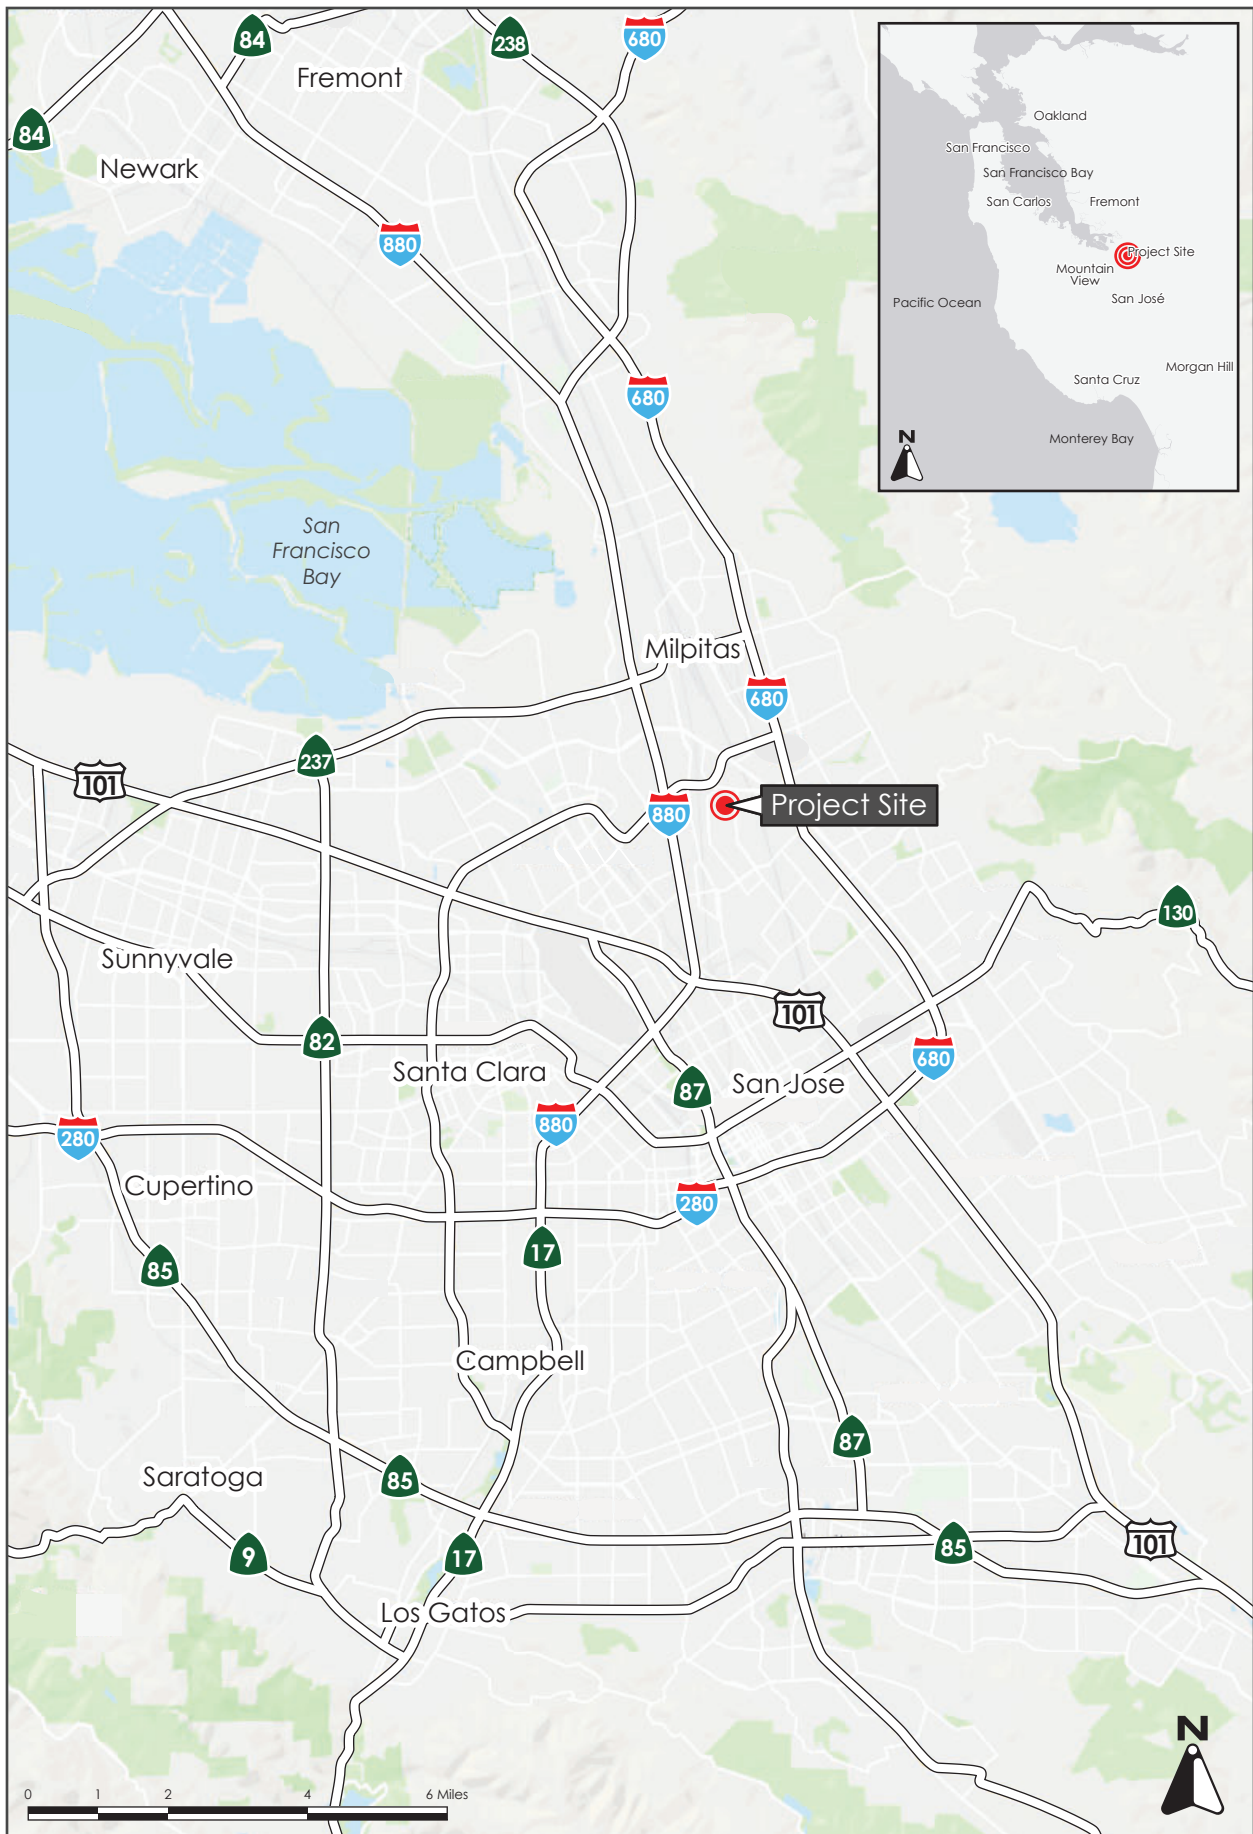 84
238
680
Fremont
84
Newark
880
Oakland
San Francisco
San Francisco Bay
San Carlos
Fremont
Project Site
Mountain
View
San José
Pacific Ocean
Morgan Hill
Santa Cruz
Monterey Bay
N
680
San
Francisco
Bay
Milpitas
680
237
101
880
Project Site
130
Sunnyvale
101
82
680
Santa Clara
87
San Jose
880
280
Cupertino
280
17
85
Campbell
87
Saratoga
85
9
17
85
101
Los Gatos
N
0 1 2 4 6 Miles